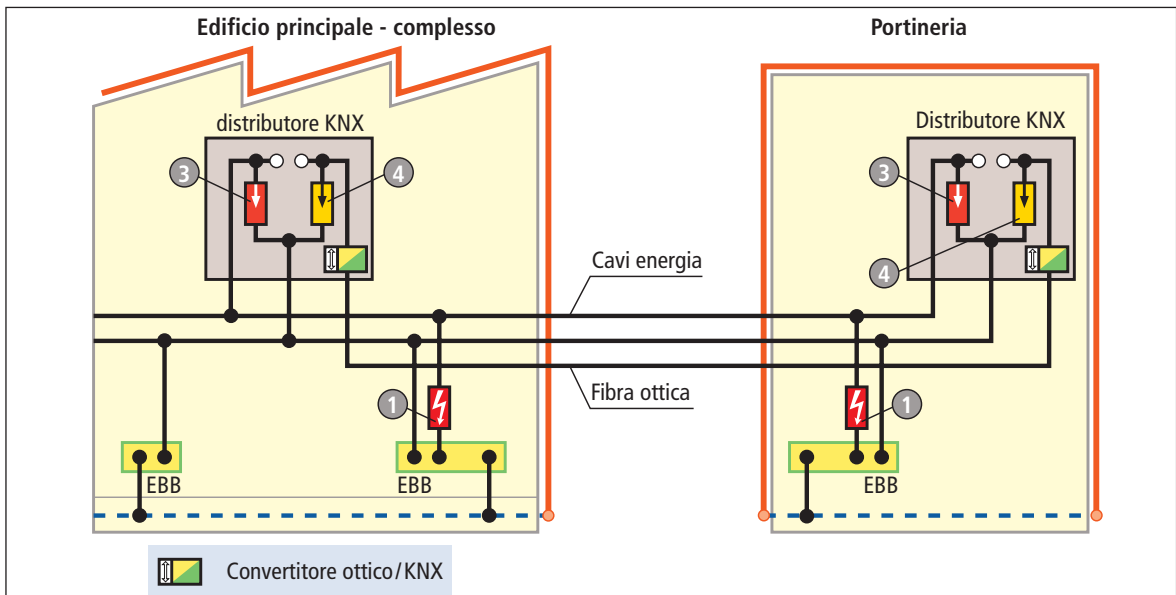 Edificio principale - complesso
Portineria
distributore KNX
Distributore KNX
3
4
3
4
Cavi energia
Fibra ottica
1
1
EBB
EBB
EBB
Convertitore ottico/KNX